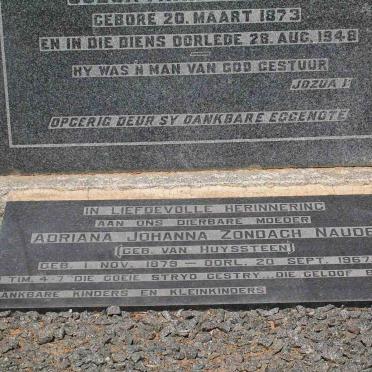 GEBORE 20. MAART 1873
EN IN DIE DIENS OORLEDE 28. AUG. 1948
HY WAS 'N MAN VAN GOD GESTUUR
JOZUA 1.
OPGERIG DEUR SY DANKBARE EGGENOTE
IN LIEFDEVOLLE HERINNERING
AAN ONS DIERBARE MOEDER
ADRIANA JOHANNA ZONDAGH NAUDE
(GEB. VAN HUYSSTEEN)
GEB. 1 NOV. 1879 – OORL. 20 SEPT. 1967
TIM. 4-7 "DIE GOEIE STRYD GESTRY...DIE GELOOF
DANKBARE KINDERS EN KLEINKINDERS